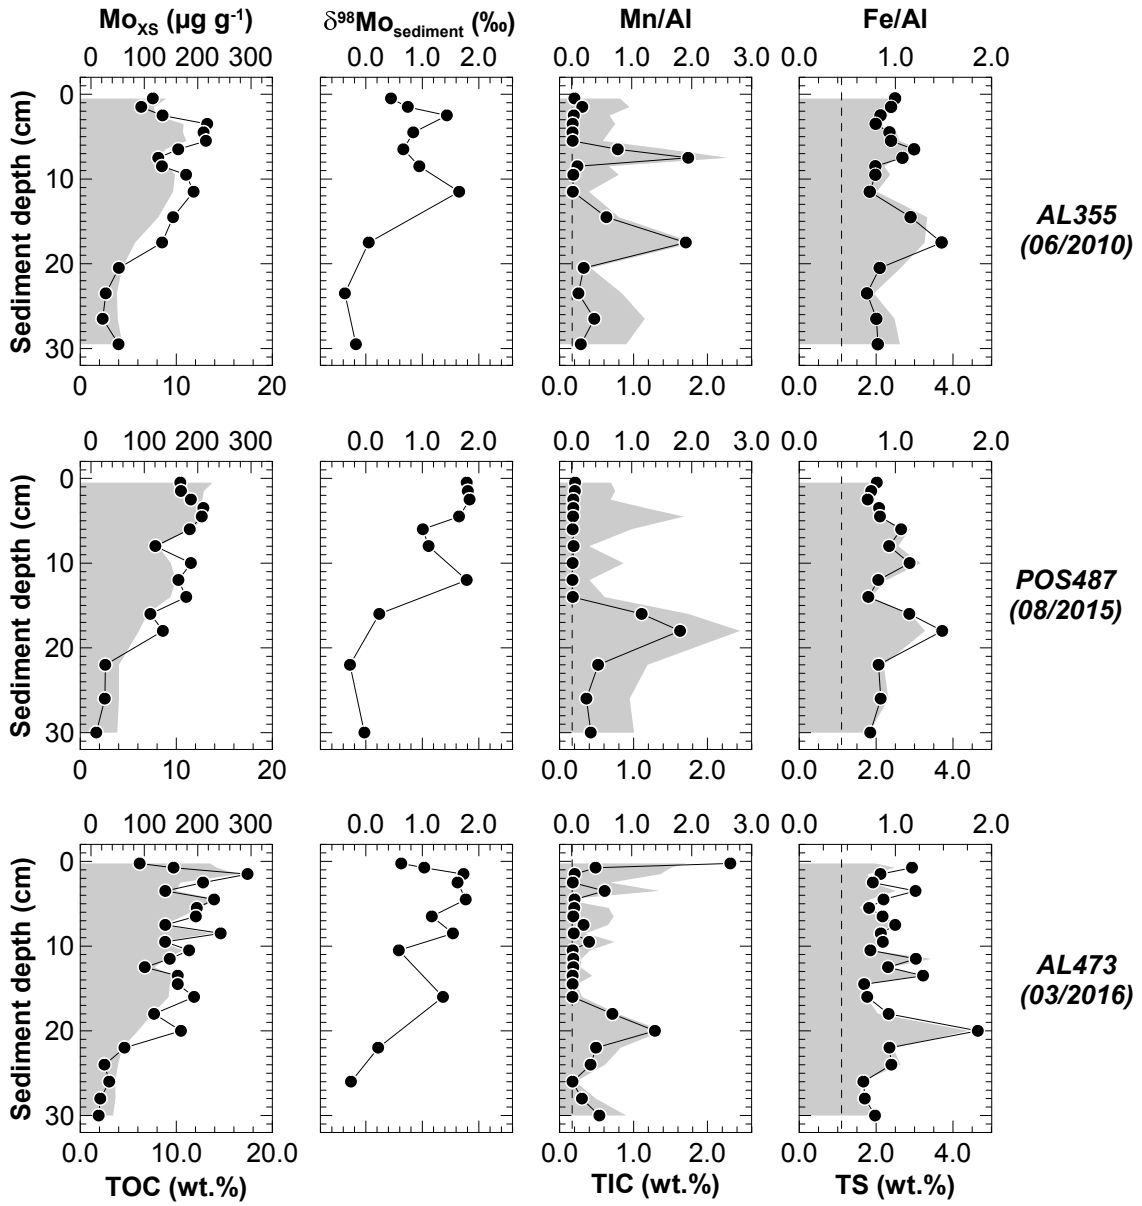 Mo_XS (µg g⁻¹) δ⁹⁸Mo_sediment (‰) Mn/Al Fe/Al
0 100 200 300 0.0 1.0 2.0 0.0 1.0 2.0 3.0 0.0 1.0 2.0
0
10
20
30
Sediment depth (cm)
AL355
(06/2010)
0 10 20 0.0 1.0 2.0 0.0 2.0 4.0
0 100 200 300 0.0 1.0 2.0 0.0 1.0 2.0 3.0 0.0 1.0 2.0
0
10
20
30
Sediment depth (cm)
POS487
(08/2015)
0 10 20 0.0 1.0 2.0 0.0 2.0 4.0
0 100 200 300 0.0 1.0 2.0 0.0 1.0 2.0 3.0 0.0 1.0 2.0
0
10
20
30
Sediment depth (cm)
AL473
(03/2016)
0.0 10.0 20.0 0.0 1.0 2.0 0.0 2.0 4.0
TOC (wt.%) TIC (wt.%) TS (wt.%)